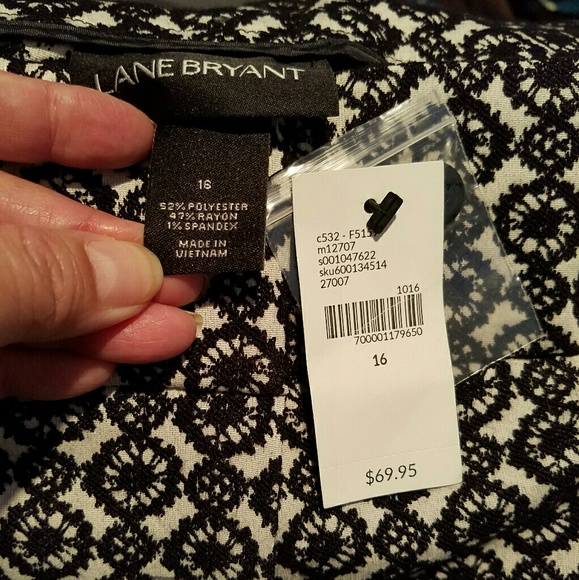 LANE BRYANT
16
52% POLYESTER
47% RAYON
1% SPANDEX
MADE IN
VIETNAM
c532 -
m12707
s001047622
sku600134514
27007
1016
700001179650
16
$69.95